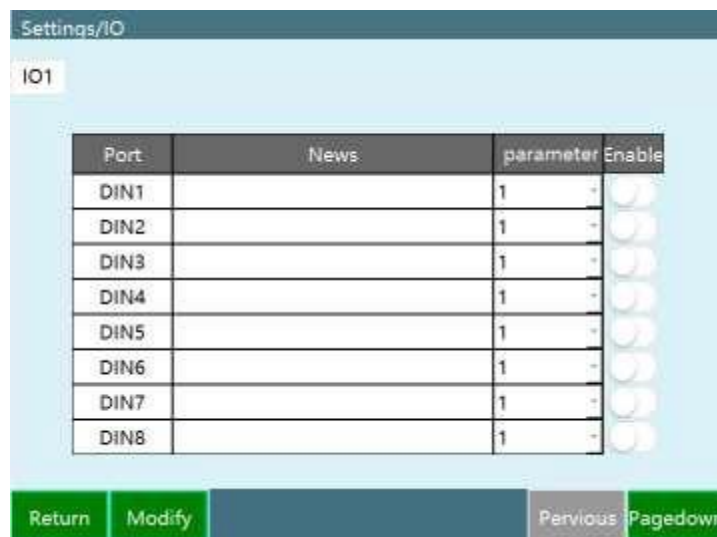 Settings/IO
IO1
Port News parameter Enable
DIN1 1
DIN2 1
DIN3 1
DIN4 1
DIN5 1
DIN6 1
DIN7 1
DIN8 1
Return Modify Pervious Pagedown